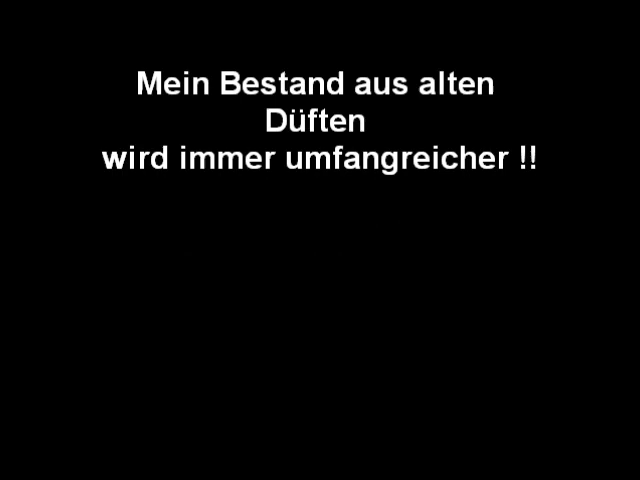 Mein Bestand aus alten
Düften
wird immer umfangreicher !!